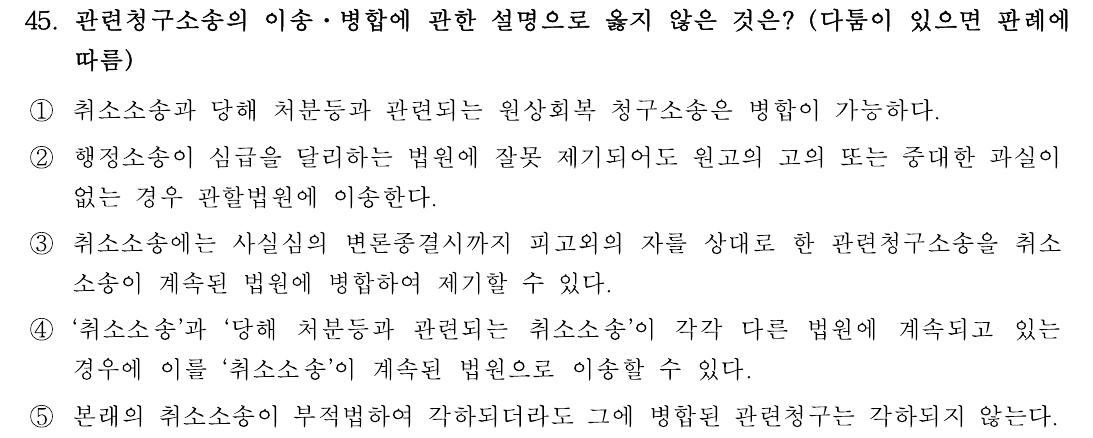 45. 관련청구소송의 이송·병합에 관한 설명으로 옳지 않은 것은? (다툼이 있으면 판례에
따름)
① 취소소송과 당해 처분등과 관련되는 원상회복 청구소송은 병합이 가능하다.
② 행정소송이 심급을 달리하는 법원에 잘못 제기되어도 원고의 고의 또는 중대한 과실이
없는 경우 관할법원에 이송한다.
③ 취소소송에는 사실심의 변론종결시까지 피고외의 자를 상대로 한 관련청구소송을 취소
소송이 계속된 법원에 병합하여 제기할 수 있다.
④ ‘취소소송’과 ‘당해 처분등과 관련되는 취소소송’이 각각 다른 법원에 계속되고 있는
경우에 이를 ‘취소소송’이 계속된 법원으로 이송할 수 있다.
⑤ 본래의 취소소송이 부적법하여 각하되더라도 그에 병합된 관련청구는 각하되지 않는다.